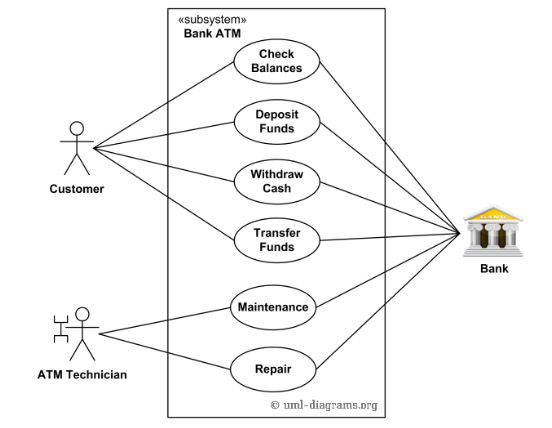 «subsystem»
Bank ATM
Check
Balances
Deposit
Funds
Withdraw
Cash
Transfer
Funds
Maintenance
Repair
Customer
ATM Technician
Bank
© uml-diagrams.org